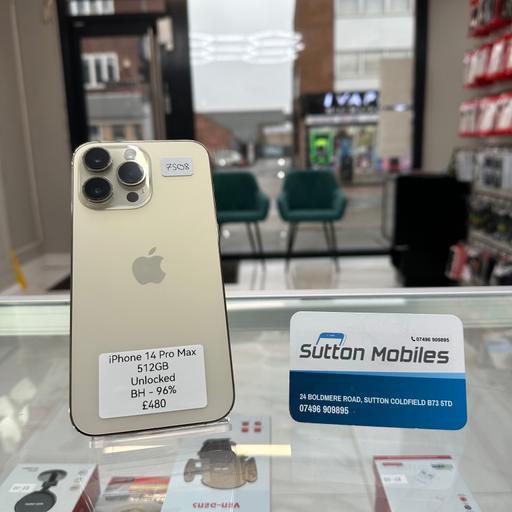 7508
iPhone 14 Pro Max
512GB
Unlocked
BH - 96%
£480
07496 909895
Sutton Mobiles
24 BOLDMERE ROAD, SUTTON COLDFIELD B73 5TD
07496 909895